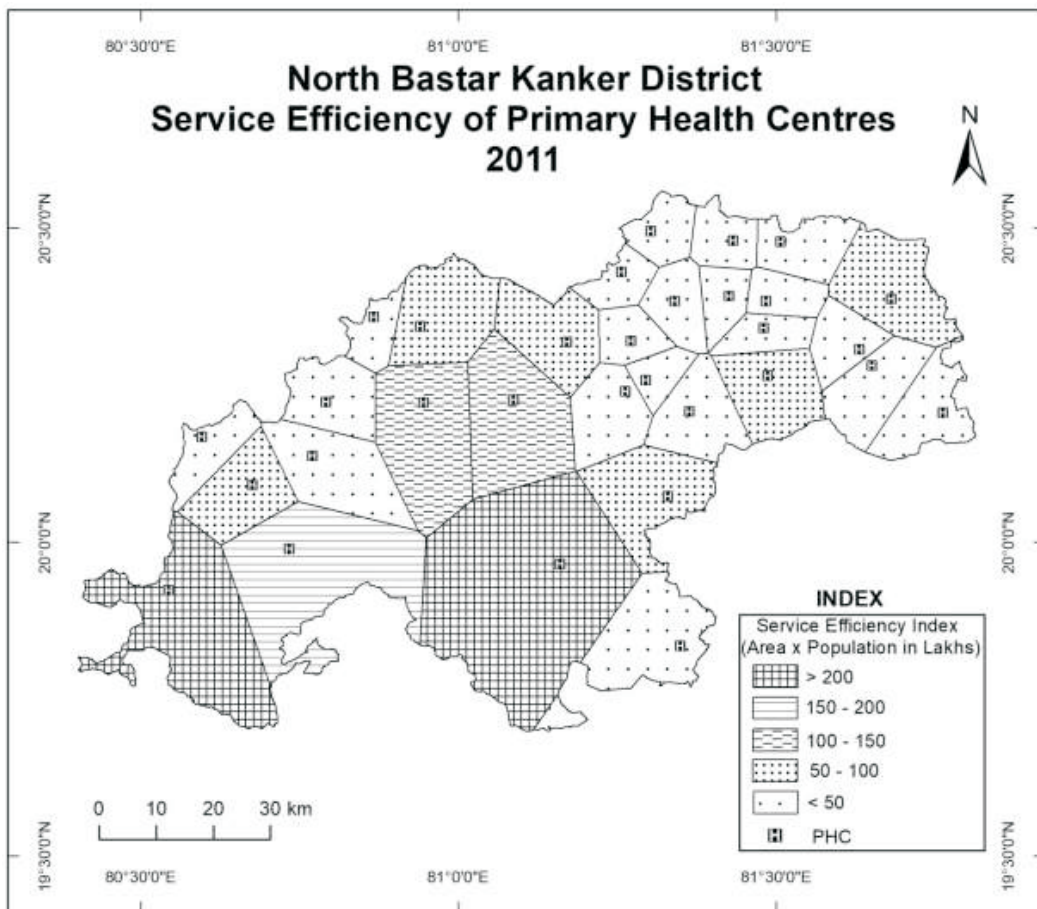 80°30'0"E
81°0'0"E
81°30'0"E
North Bastar Kanker District
Service Efficiency of Primary Health Centres
2011
N
20°30'0"N
20°30'0"N
20°0'0"N
20°0'0"N
INDEX
Service Efficiency Index
(Area x Population in Lakhs)
> 200
150 - 200
100 - 150
50 - 100
< 50
H PHC
0 10 20 30 km
19°30'0"N
19°30'0"N
80°30'0"E
81°0'0"E
81°30'0"E